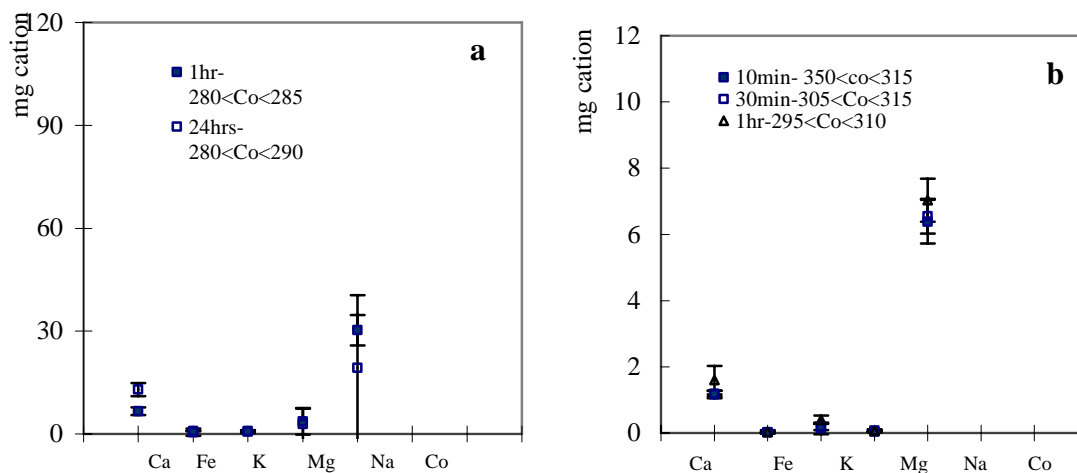 120
90
60
30
0
mg cation
a
1hr-
280<Co<285
24hrs-
280<Co<290
Ca Fe K Mg Na Co
12
10
8
6
4
2
0
mg cation
b
10min- 350<co<315
30min-305<Co<315
1hr-295<Co<310
Ca Fe K Mg Na Co